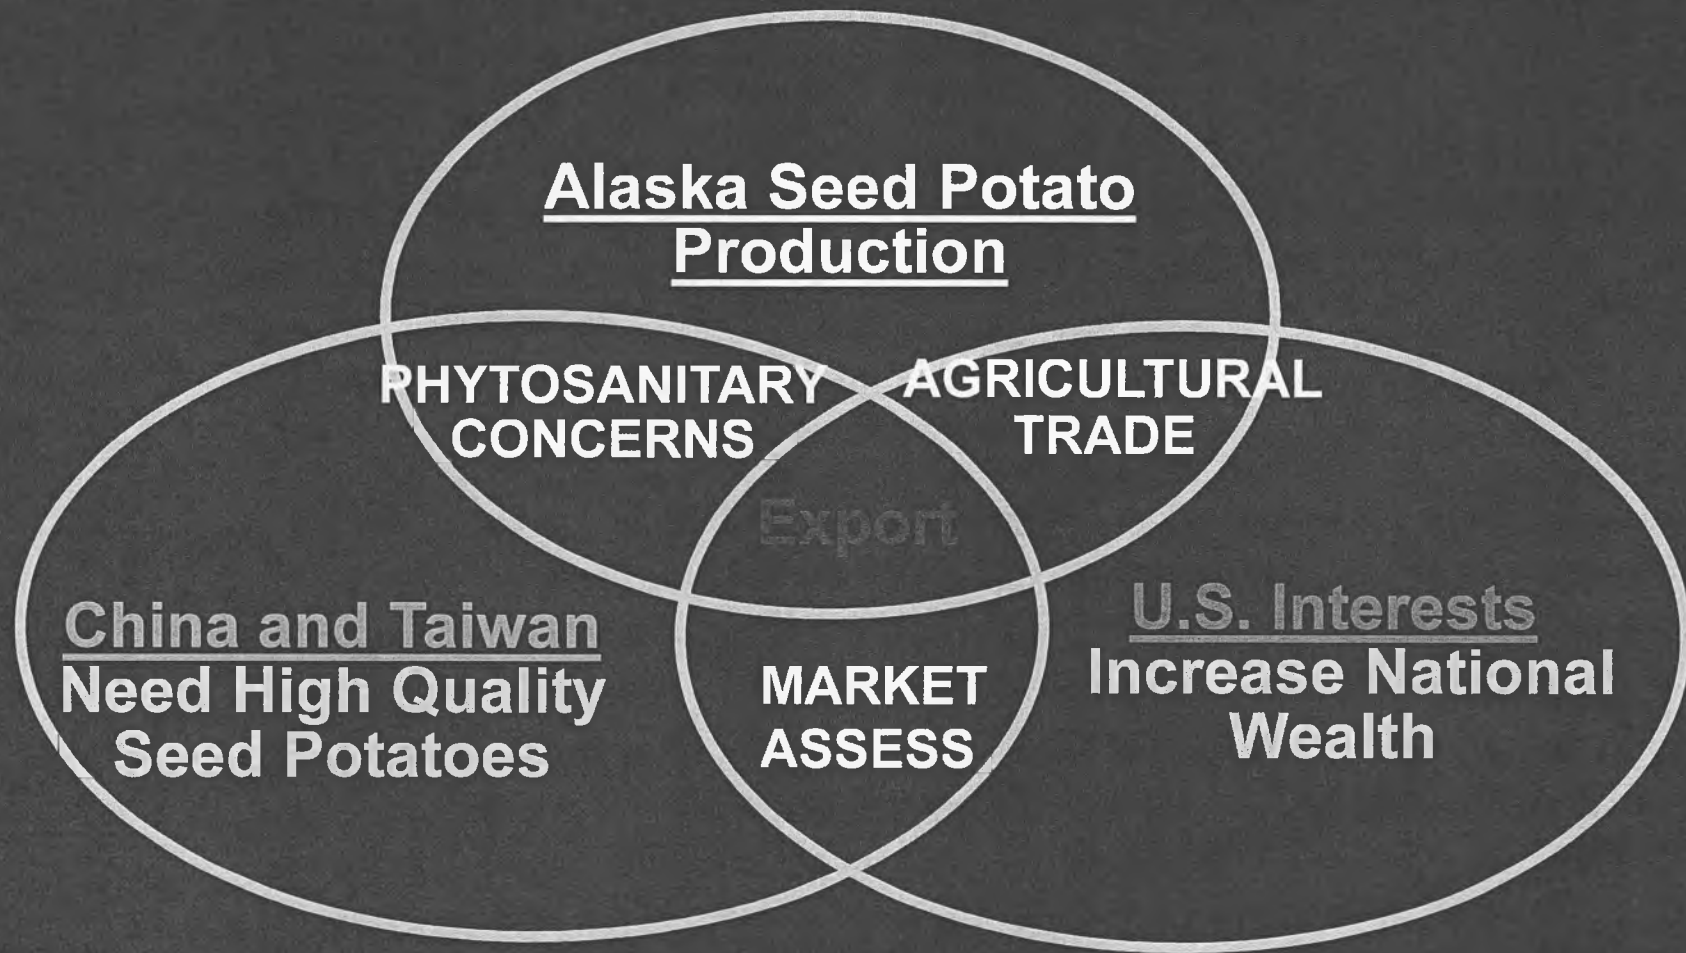 Alaska Seed Potato
Production
PHYTOSANITARY
CONCERNS
AGRICULTURAL
TRADE
Export
China and Taiwan
Need High Quality
Seed Potatoes
MARKET
ASSESS
U.S. Interests
Increase National
Wealth